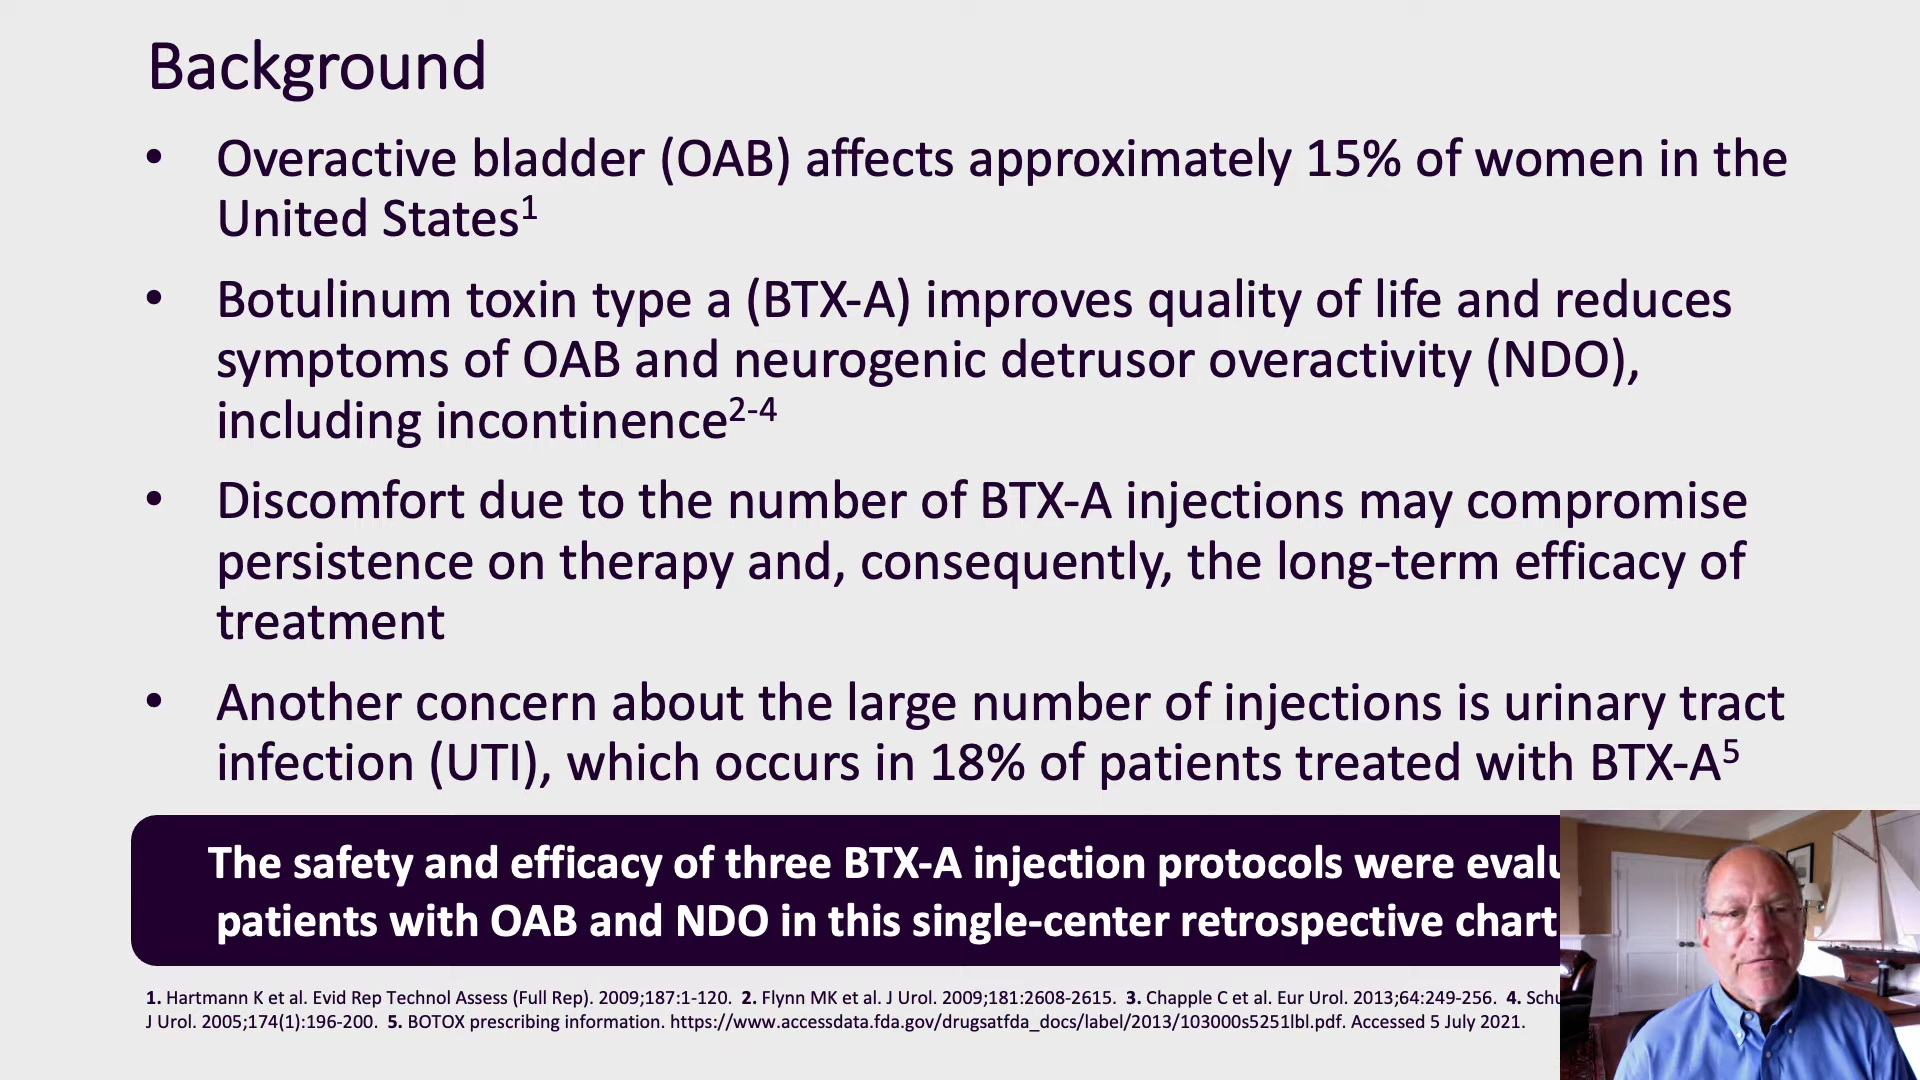 Background
• Overactive bladder (OAB) affects approximately 15% of women in the
United States1
• Botulinum toxin type a (BTX-A) improves quality of life and reduces
symptoms of OAB and neurogenic detrusor overactivity (NDO),
including incontinence2-4
• Discomfort due to the number of BTX-A injections may compromise
persistence on therapy and, consequently, the long-term efficacy of
treatment
• Another concern about the large number of injections is urinary tract
infection (UTI), which occurs in 18% of patients treated with BTX-A5
The safety and efficacy of three BTX-A injection protocols were
patients with OAB and NDO in this single-center retrospective chart
1. Hartmann K et al. Evid Rep Technol Assess (Full Rep). 2009;187:1-120. 2. Flynn MK et al. J Urol. 2009;181:2608-2615. 3. Chapple C et al. Eur Urol. 2013;64:249-256. 4.
J Urol. 2005;174(1):196-200. 5. BOTOX prescribing information. https://www.accessdata.fda.gov/drugsatfda_docs/label/2013/103000s5251lbl.pdf. Accessed 5 July 2021.